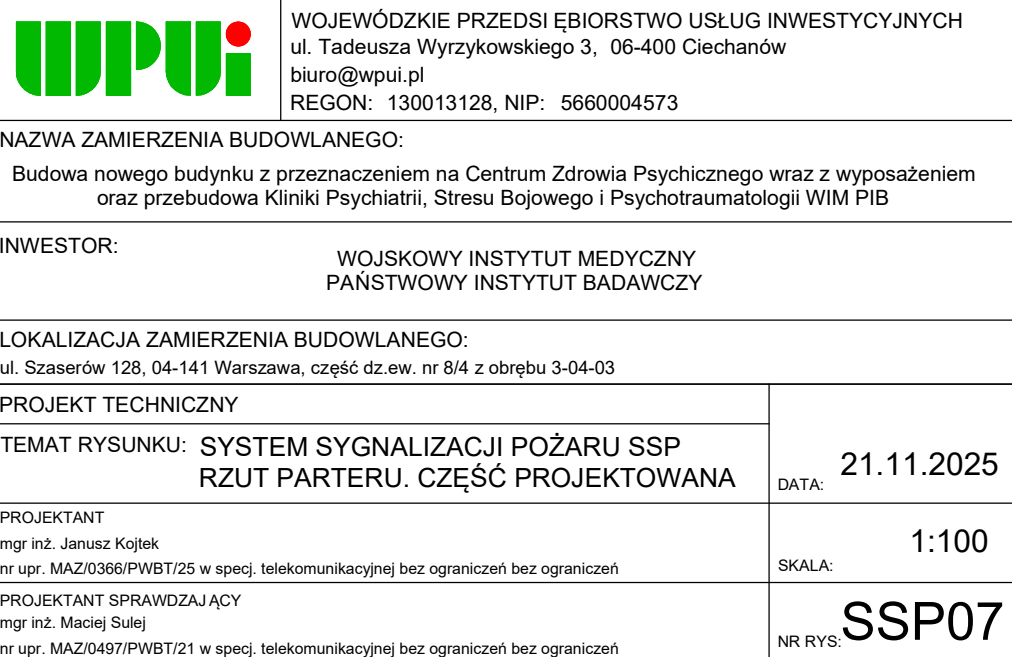 WPUi
WOJEWÓDZKIE PRZEDSI ĘBIORSTWO USŁUG INWESTYCYJNYCH
ul. Tadeusza Wyrzykowskiego 3, 06-400 Ciechanów
biuro@wpui.pl
REGON: 130013128, NIP: 5660004573
NAZWA ZAMIERZENIA BUDOWLANEGO:
Budowa nowego budynku z przeznaczeniem na Centrum Zdrowia Psychicznego wraz z wyposażeniem
oraz przebudowa Kliniki Psychiatrii, Stresu Bojowego i Psychotraumatologii WIM PIB
INWESTOR:
WOJSKOWY INSTYTUT MEDYCZNY
PAŃSTWOWY INSTYTUT BADAWCZY
LOKALIZACJA ZAMIERZENIA BUDOWLANEGO:
ul. Szaserów 128, 04-141 Warszawa, część dz.ew. nr 8/4 z obrębu 3-04-03
PROJEKT TECHNICZNY
TEMAT RYSUNKU: SYSTEM SYGNALIZACJI POŻARU SSP
RZUT PARTERU. CZĘŚĆ PROJEKTOWANA
DATA: 21.11.2025
PROJEKTANT
mgr inż. Janusz Kojtek
nr upr. MAZ/0366/PWBT/25 w specj. telekomunikacyjnej bez ograniczeń bez ograniczeń
SKALA: 1:100
PROJEKTANT SPRAWDZAJ ĄCY
mgr inż. Maciej Sulej
nr upr. MAZ/0497/PWBT/21 w specj. telekomunikacyjnej bez ograniczeń bez ograniczeń
NR RYS: SSP07